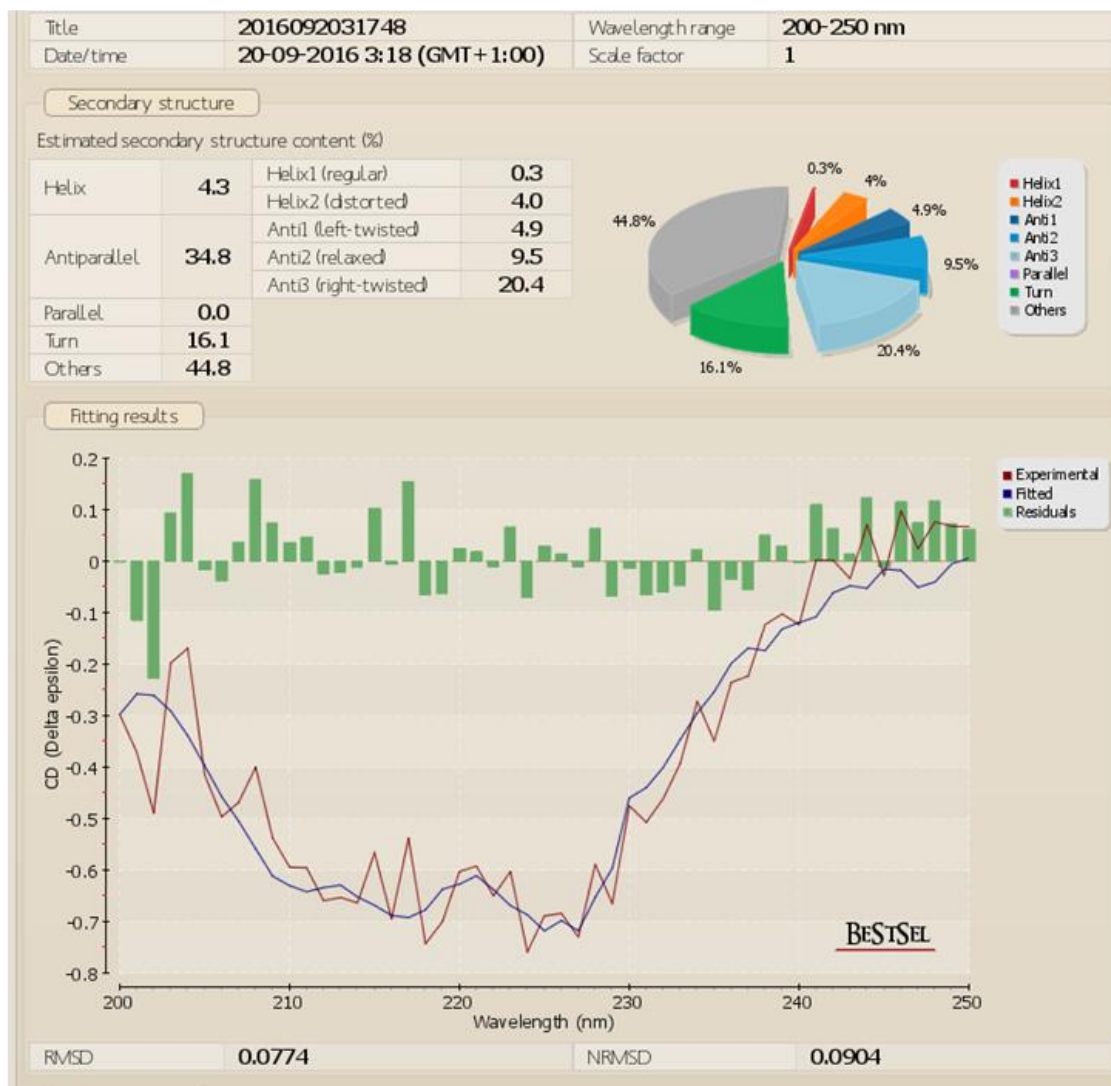 Title 2016092031748 Wavelength range 200-250 nm
Date/time 20-09-2016 3:18 (GMT+1:00) Scale factor 1
Secondary structure
Estimated secondary structure content (%)
Helix 4.3 Helix1 (regular) 0.3
Helix2 (distorted) 4.0
Antiparallel 34.8 Anti1 (left-twisted) 4.9
Anti2 (relaxed) 9.5
Anti3 (right-twisted) 20.4
Parallel 0.0
Turn 16.1
Others 44.8
0.3%
4%
4.9%
9.5%
20.4%
16.1%
44.8%
Helix1
Helix2
Anti1
Anti2
Anti3
Parallel
Turn
Others
Fitting results
0.2
0.1
0
-0.1
-0.2
-0.3
-0.4
-0.5
-0.6
-0.7
-0.8
CD (Delta epsilon)
Experimental
Fitted
Residuals
BESTSEL
200 210 220 230 240 250
Wavelength (nm)
RMSD 0.0774 NRMSD 0.0904